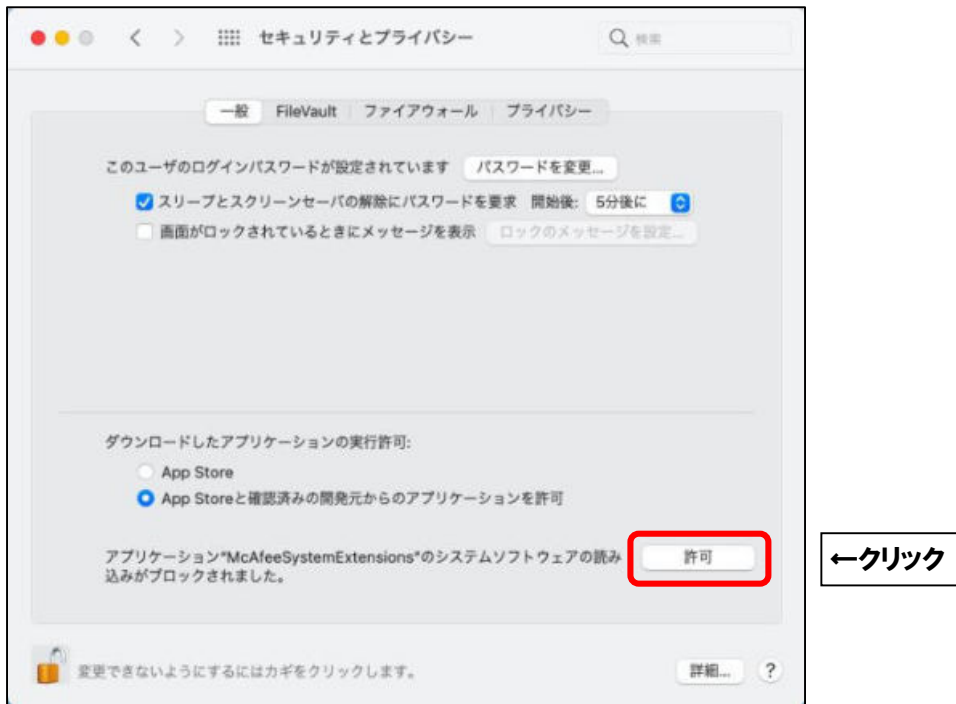 セキュリティとプライバシー
検索
一般 FileVault ファイアウォール プライバシー
このユーザのログインパスワードが設定されています パスワードを変更...
スリープとスクリーンセーバの解除にパスワードを要求 開始後: 5分後に
画面がロックされているときにメッセージを表示 ロックのメッセージを設定...
ダウンロードしたアプリケーションの実行許可:
App Store
App Storeと確認済みの開発元からのアプリケーションを許可
アプリケーション"McAfeeSystemExtensions"のシステムソフトウェアの読み
込みがブロックされました。
許可
←クリック
変更できないようにするにはカギをクリックします。
詳細... ?